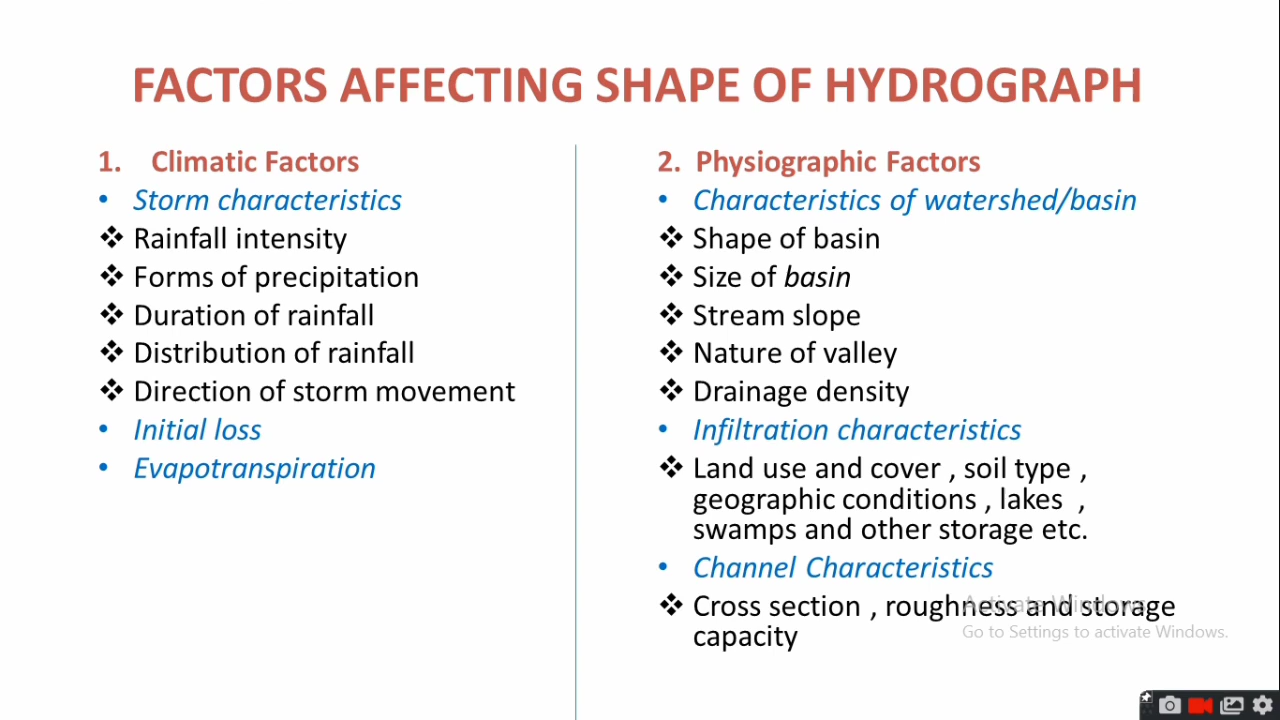 FACTORS AFFECTING SHAPE OF HYDROGRAPH
1. Climatic Factors
• Storm characteristics
❖ Rainfall intensity
❖ Forms of precipitation
❖ Duration of rainfall
❖ Distribution of rainfall
❖ Direction of storm movement
• Initial loss
• Evapotranspiration
2. Physiographic Factors
• Characteristics of watershed/basin
❖ Shape of basin
❖ Size of basin
❖ Stream slope
❖ Nature of valley
❖ Drainage density
• Infiltration characteristics
❖ Land use and cover , soil type ,
geographic conditions , lakes ,
swamps and other storage etc.
• Channel Characteristics
❖ Cross section , roughness and storage
capacity
Activate Windows
Go to Settings to activate Windows.